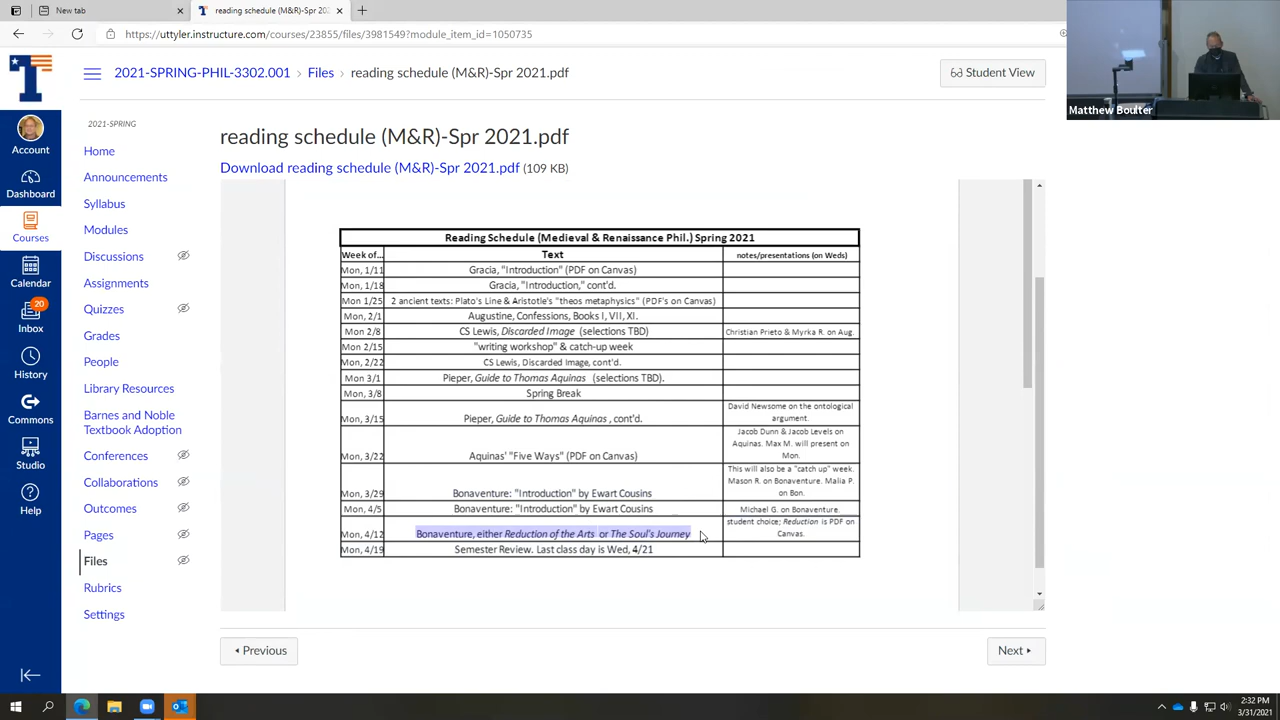 New tab
reading schedule (M&R)-Spr 202
https://uttyler.instructure.com/courses/23855/files/3981549?module_item_id=1050735
Matthew Boulter
2021-SPRING-PHIL-3302.001 › Files › reading schedule (M&R)-Spr 2021.pdf
Student View
Account
Dashboard
Courses
Calendar
20
Inbox
History
Commons
Studio
Help
2021-SPRING
Home
Announcements
Syllabus
Modules
Discussions
Assignments
Quizzes
Grades
People
Library Resources
Barnes and Noble
Textbook Adoption
Conferences
Collaborations
Outcomes
Pages
Files
Rubrics
Settings
reading schedule (M&R)-Spr 2021.pdf
Download reading schedule (M&R)-Spr 2021.pdf (109 KB)
Reading Schedule (Medieval & Renaissance Phil.) Spring 2021
Week of... Text notes/presentations (on Weds)
Mon, 1/11 Gracia, "Introduction" (PDF on Canvas)
Mon, 1/18 Gracia, "Introduction," cont'd.
Mon 1/25 2 ancient texts: Plato's Line & Aristotle's "theos metaphysics" (PDF's on Canvas)
Mon, 2/1 Augustine, Confessions, Books I, VII, XI.
Mon 2/8 CS Lewis, Discarded Image (selections TBD) Christian Prieto & Myrka R. on Aug.
Mon 2/15 "writing workshop" & catch-up week
Mon, 2/22 CS Lewis, Discarded Image, cont'd.
Mon 3/1 Pieper, Guide to Thomas Aquinas (selections TBD).
Mon, 3/8 Spring Break
David Newsome on the ontological
Mon, 3/15 Pieper, Guide to Thomas Aquinas , cont'd. argument.
Jacob Dunn & Jacob Levels on
Aquinas. Max M. will present on
Mon, 3/22 Aquinas' "Five Ways" (PDF on Canvas) Mon.
This will also be a "catch up" week.
Mason R. on Bonaventure. Malia P.
Mon, 3/29 Bonaventure: "Introduction" by Ewart Cousins on Bon.
Mon, 4/5 Bonaventure: "Introduction" by Ewart Cousins Michael G. on Bonaventure.
student choice; Reduction is PDF on
Mon, 4/12 Bonaventure, either Reduction of the Arts or The Soul's Journey Canvas.
Mon, 4/19 Semester Review. Last class day is Wed, 4/21
Previous
Next
2:32 PM
3/31/2021